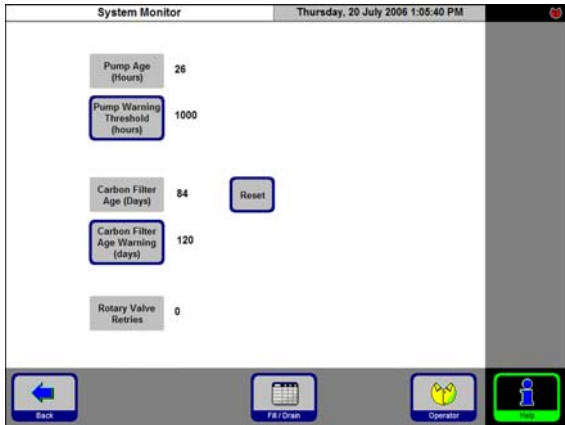 System Monitor
Thursday, 20 July 2006 1:05:40 PM
Pump Age
(Hours)
26
Pump Warning
Threshold
(hours)
1000
Carbon Filter
Age (Days)
84
Reset
Carbon Filter
Age Warning
(days)
120
Rotary Valve
Retries
0
Back
Fill / Drain
Operator
Help